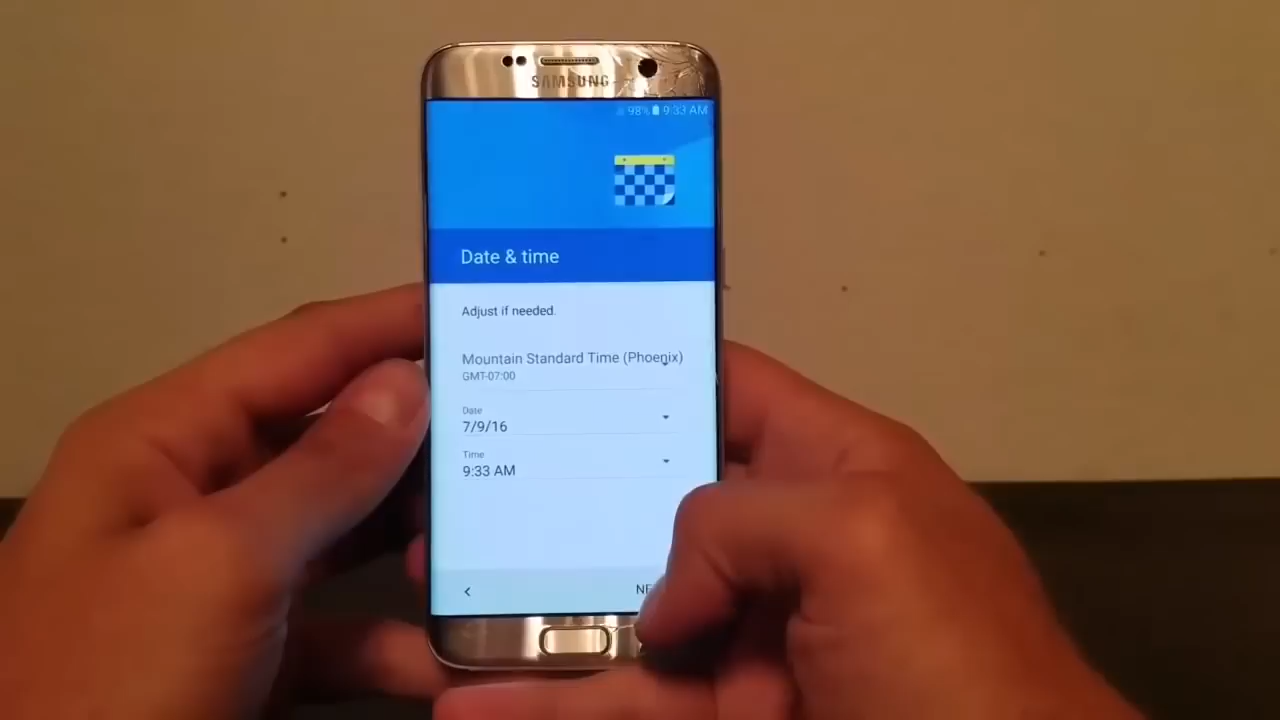 SAMSUNG
98% 9:33 AM
Date & time
Adjust if needed.
Mountain Standard Time (Phoenix)
GMT-07:00
Date
7/9/16
Time
9:33 AM